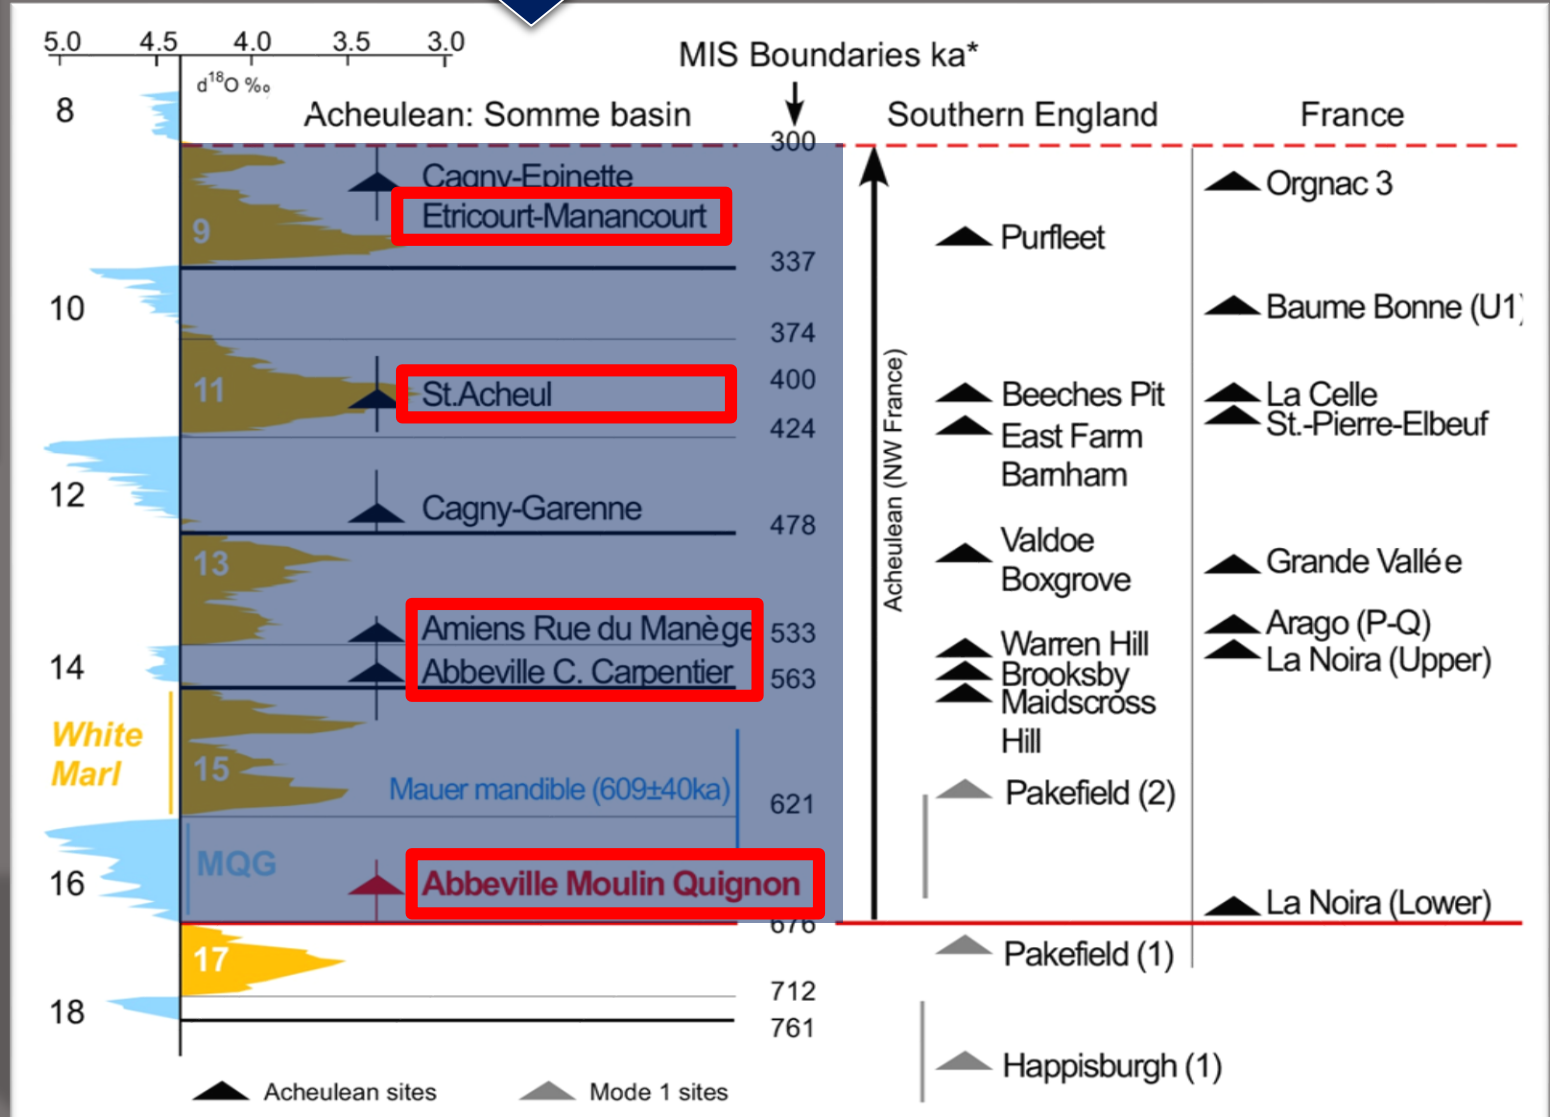 5.0 4.5 4.0 3.5 3.0
d18O ‰
MIS Boundaries ka*
Acheulean: Somme basin
Southern England
France
8
300
Cagny-Epinette
Orgnac 3
Etricourt-Manancourt
9
Purfleet
337
10
Baume Bonne (U1)
374
11
400
St.Acheul
Beeches Pit
La Celle
424
St.-Pierre-Elbeuf
East Farm
Barnham
Acheulean (NW France)
12
Cagny-Garenne
478
13
Valdoe
Boxgrove
Grande Vallée
Amiens Rue du Manège
533
Arago (P-Q)
Warren Hill
14
Abbeville C. Carpentier
563
La Noira (Upper)
Brooksby
Maidscross
Hill
White
Marl
15
Mauer mandible (609±40ka)
621
Pakefield (2)
MQG
16
Abbeville Moulin Quignon
La Noira (Lower)
676
17
Pakefield (1)
712
18
761
Happisburgh (1)
Acheulean sites
Mode 1 sites